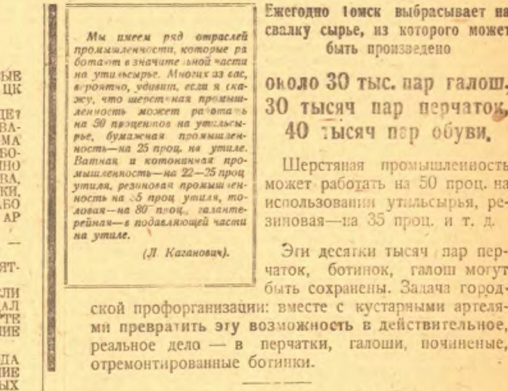 Мы имеем ряд отраслей
промышленности, которые ра
ботают в значительной части
на утильсырье. Многих из вас,
вероятно, удивит, если я ска-
жу, что шерстяная промыш-
ленность может работать
на 50 процентов на утильсы-
рье, бумажная промышлен-
ность—на 25 проц. на утиле.
Ватная и котонинная про-
мышленность—на 22—25 проц
утиля, резиновая промышлен-
ность на 35 проц утиля, то-
ловая—на 80 проц., галанте-
рейная—в подавляющей части
на утиле.
(Л. Каганович).
Ежегодно Томск выбрасывает на
свалку сырье, из которого может
быть произведено
около 30 тыс. пар галош,
30 тысяч пар перчаток,
40 тысяч пар обуви.
Шерстяная промышленность
может работать на 50 проц. на
использовании утильсырья, ре-
зиновая—на 35 проц. и т. д.
Эти десятки тысяч пар пер-
чаток, ботинок, галош могут
быть сохранены. Задача город-
ской профорганизации: вместе с кустарными артеля-
ми превратить эту возможность в действительное,
реальное дело — в перчатки, галоши, починеные,
отремонтированные ботинки.